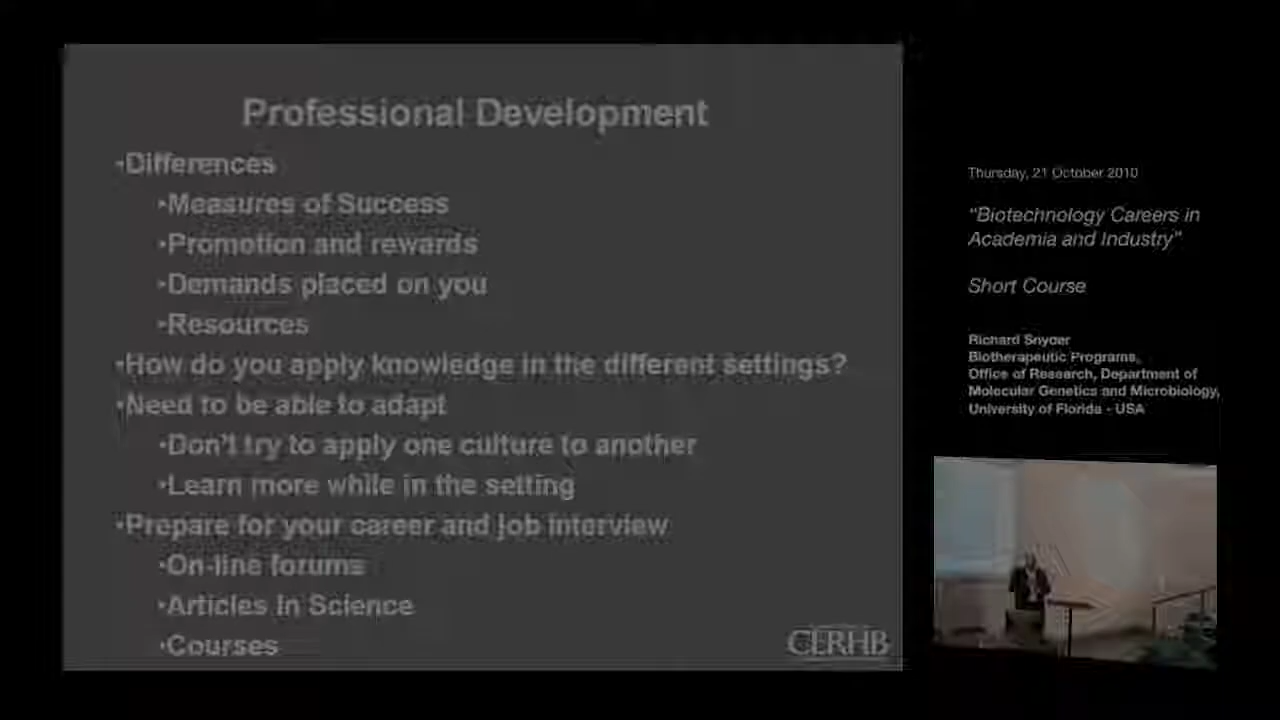 Professional Development
•Differences
•Measures of Success
•Promotion and rewards
•Demands placed on you
•Resources
•How do you apply knowledge in the different settings?
•Need to be able to adapt
•Don't try to apply one culture to another
•Learn more while in the setting
•Prepare for your career and job interview
•On-line forums
•Articles in Science
•Courses
CERHB
Thursday, 21 October 2010
"Biotechnology Careers in
Academia and Industry"
Short Course
Richard Snyder
Biotherapeutic Programs,
Office of Research, Department of
Molecular Genetics and Microbiology,
University of Florida - USA